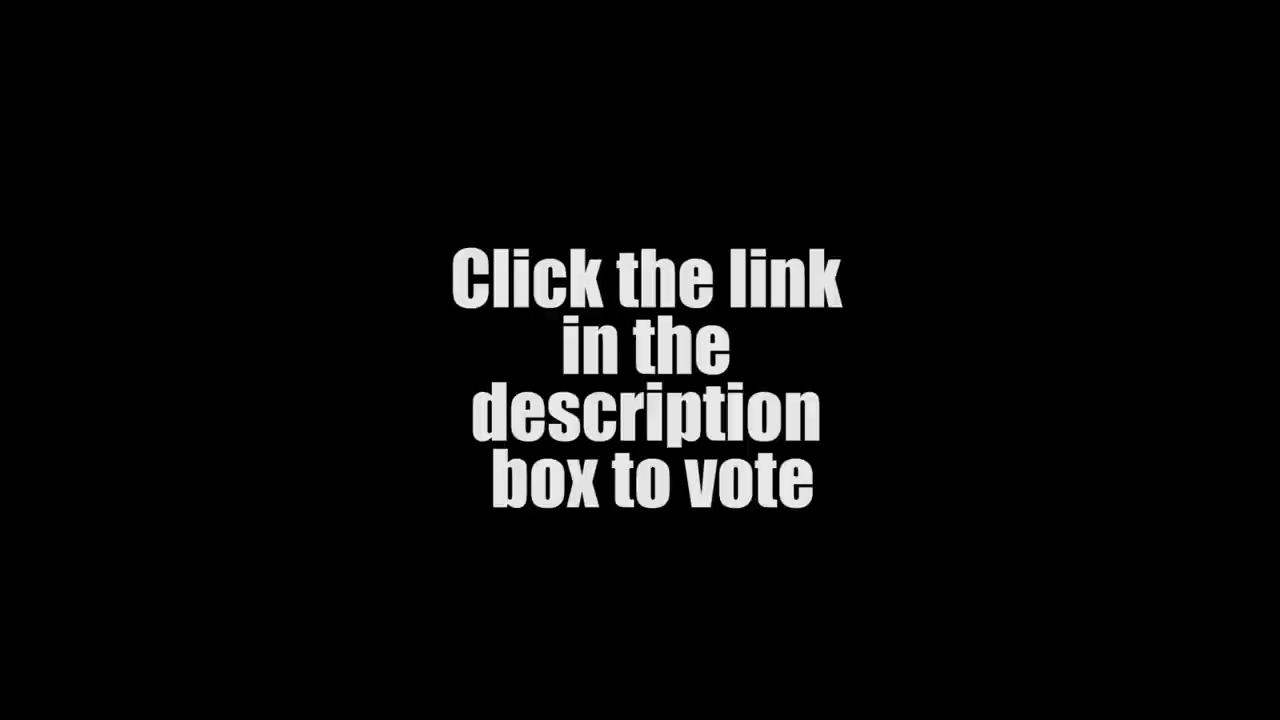 Click the link
in the
description
box to vote